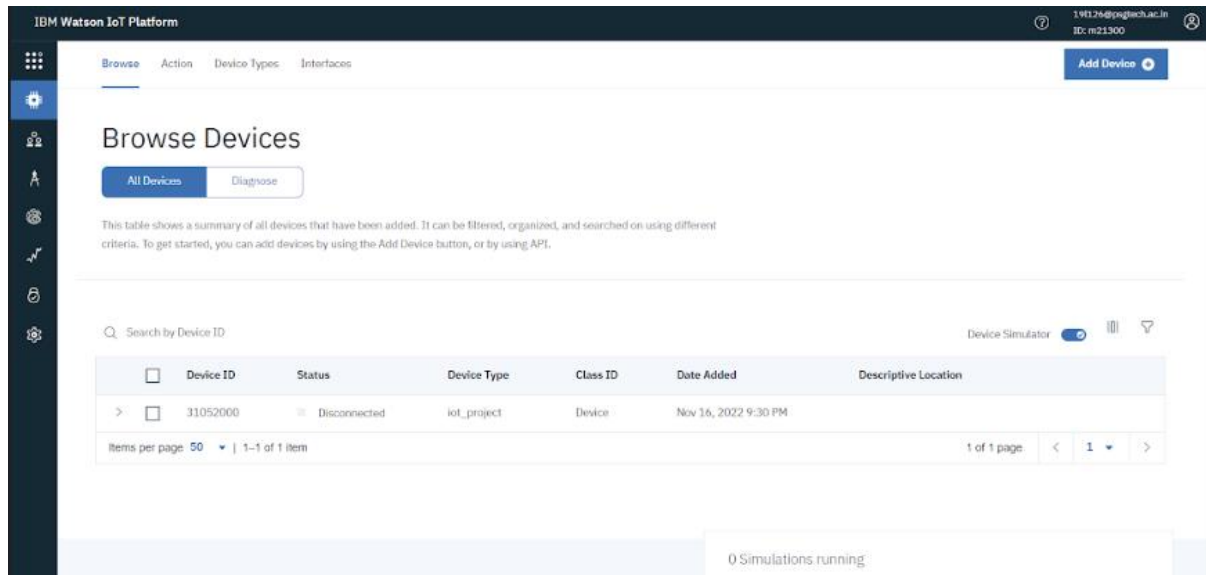 IBM Watson IoT Platform
ID: m21300
Browse Action Device Types Interfaces
Add Device
Browse Devices
All Devices Diagnose
This table shows a summary of all devices that have been added. It can be filtered, organized, and searched on using different
criteria. To get started, you can add devices by using the Add Device button, or by using API.
Search by Device ID
Device Simulator
Device ID Status Device Type Class ID Date Added Descriptive Location
31052000 Disconnected iot_project Device Nov 16, 2022 9:30 PM
Items per page 50 | 1–1 of 1 item 1 of 1 page < 1 >
0 Simulations running